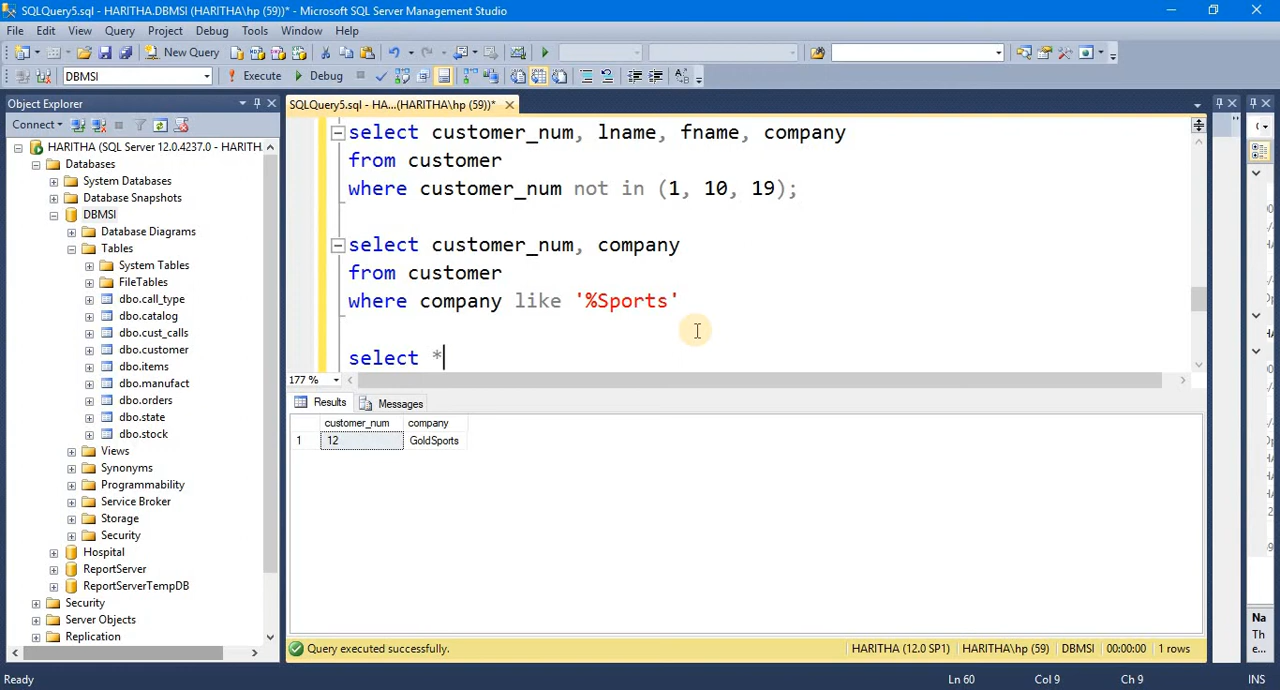 SQLQuery5.sql - HARITHA.DBMSI (HARITHA\hp (59))* - Microsoft SQL Server Management Studio
File Edit View Query Project Debug Tools Window Help
New Query
DBMSI Execute Debug
Object Explorer
SQLQuery5.sql - HA...(HARITHA\hp (59))*
Connect
HARITHA (SQL Server 12.0.4237.0 - HARITH
Databases
System Databases
Database Snapshots
DBMSI
Database Diagrams
Tables
System Tables
FileTables
dbo.call_type
dbo.catalog
dbo.cust_calls
dbo.customer
dbo.items
dbo.manufact
dbo.orders
dbo.state
dbo.stock
Views
Synonyms
Programmability
Service Broker
Storage
Security
Hospital
ReportServer
ReportServerTempDB
Security
Server Objects
Replication
select customer_num, lname, fname, company
from customer
where customer_num not in (1, 10, 19);
select customer_num, company
from customer
where company like '%Sports'
select *
177 %
Results Messages
customer_num company
1 12 GoldSports
Query executed successfully. HARITHA (12.0 SP1) HARITHA\hp (59) DBMSI 00:00:00 1 rows
Na
Th
e...
Ready Ln 60 Col 9 Ch 9 INS